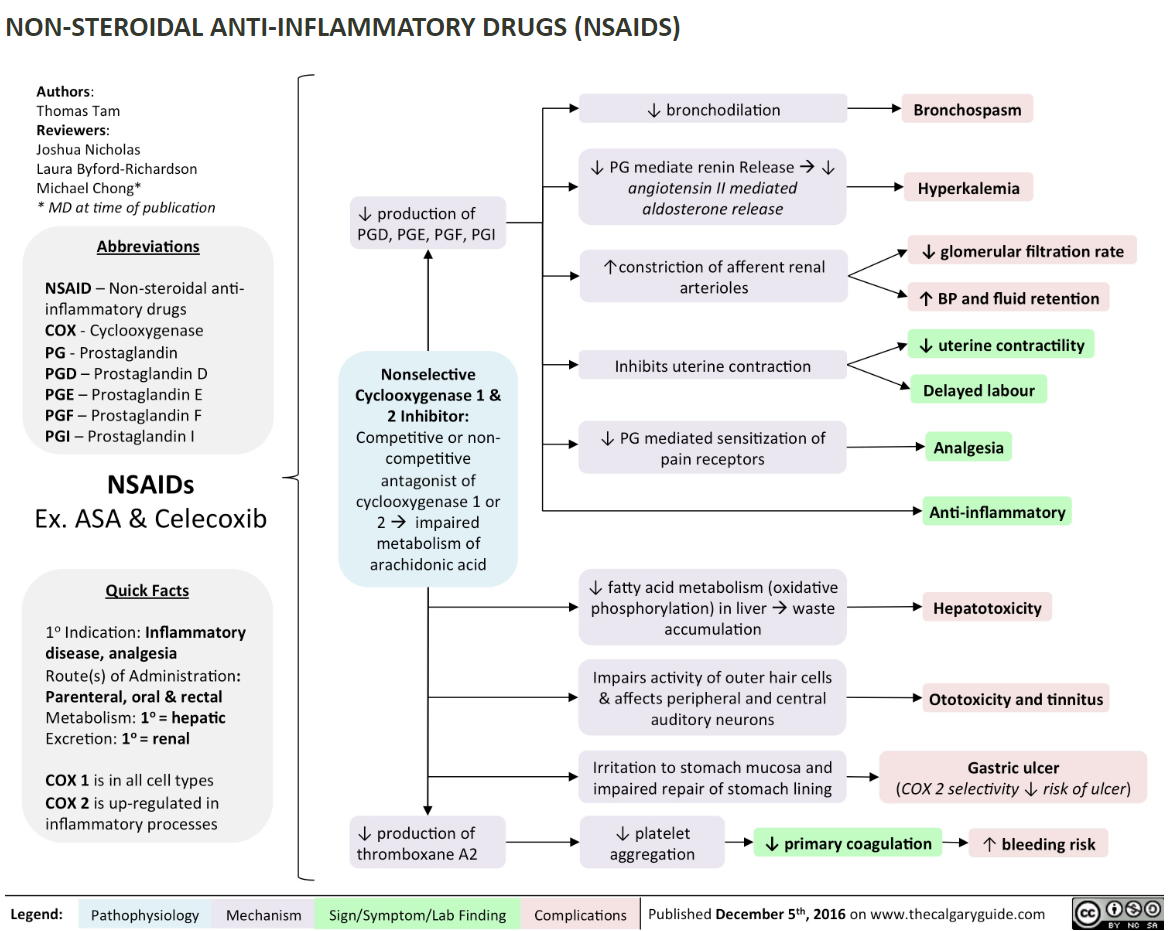 NON-STEROIDAL ANTI-INFLAMMATORY DRUGS (NSAIDS)
Authors:
Thomas Tam
Reviewers:
Joshua Nicholas
Laura Byford-Richardson
Michael Chong*
* MD at time of publication
Abbreviations
NSAID – Non-steroidal anti-
inflammatory drugs
COX - Cyclooxygenase
PG - Prostaglandin
PGD – Prostaglandin D
PGE – Prostaglandin E
PGF – Prostaglandin F
PGI – Prostaglandin I
NSAIDs
Ex. ASA & Celecoxib
Quick Facts
1º Indication: Inflammatory
disease, analgesia
Route(s) of Administration:
Parenteral, oral & rectal
Metabolism: 1º = hepatic
Excretion: 1º = renal
COX 1 is in all cell types
COX 2 is up-regulated in
inflammatory processes
↓ production of
PGD, PGE, PGF, PGI
Nonselective
Cyclooxygenase 1 &
2 Inhibitor:
Competitive or non-
competitive
antagonist of
cyclooxygenase 1 or
2 → impaired
metabolism of
arachidonic acid
↓ production of
thromboxane A2
↓ bronchodilation
Bronchospasm
↓ PG mediate renin Release → ↓
angiotensin II mediated
aldosterone release
Hyperkalemia
↑constriction of afferent renal
arterioles
↓ glomerular filtration rate
↑ BP and fluid retention
Inhibits uterine contraction
↓ uterine contractility
Delayed labour
↓ PG mediated sensitization of
pain receptors
Analgesia
Anti-inflammatory
↓ fatty acid metabolism (oxidative
phosphorylation) in liver → waste
accumulation
Hepatotoxicity
Impairs activity of outer hair cells
& affects peripheral and central
auditory neurons
Ototoxicity and tinnitus
Irritation to stomach mucosa and
impaired repair of stomach lining
Gastric ulcer
(COX 2 selectivity ↓ risk of ulcer)
↓ platelet
aggregation
↓ primary coagulation
↑ bleeding risk
Legend:
Pathophysiology
Mechanism
Sign/Symptom/Lab Finding
Complications
Published December 5th, 2016 on www.thecalgaryguide.com
cc
BY NC SA